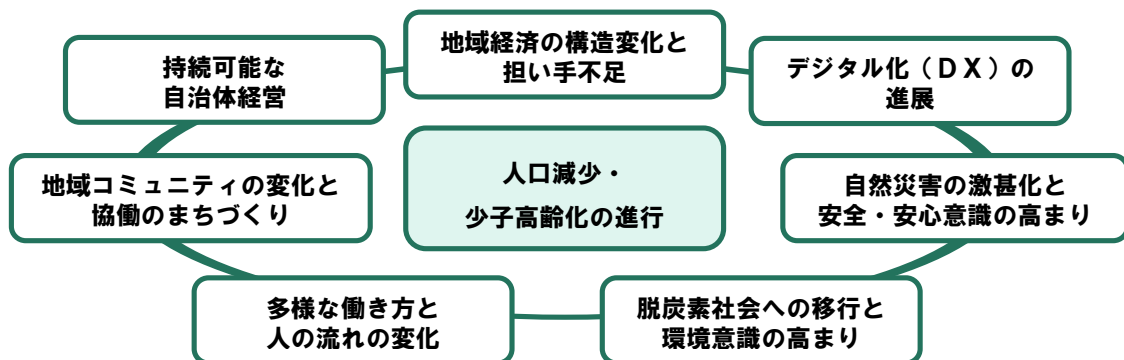 地域経済の構造変化と
担い手不足
持続可能な
自治体経営
デジタル化（ＤＸ）の
進展
人口減少・
少子高齢化の進行
地域コミュニティの変化と
協働のまちづくり
自然災害の激甚化と
安全・安心意識の高まり
多様な働き方と
人の流れの変化
脱炭素社会への移行と
環境意識の高まり